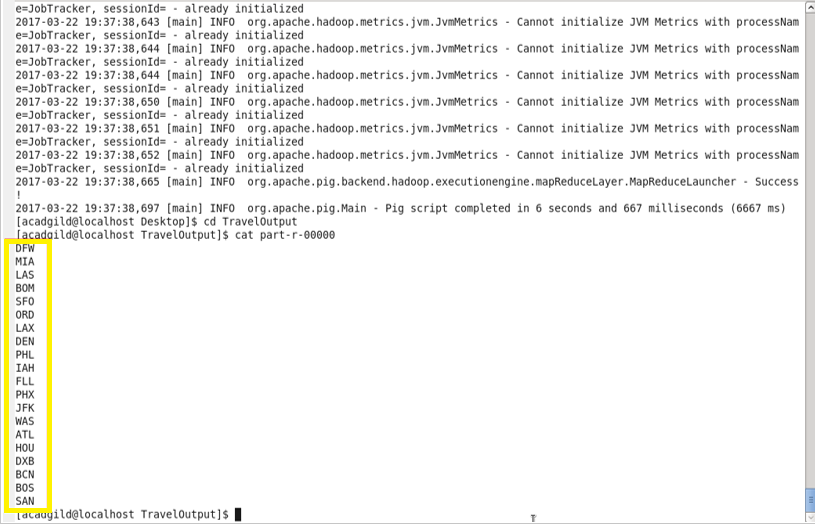 e=JobTracker, sessionId= - already initialized
2017-03-22 19:37:38,643 [main] INFO  org.apache.hadoop.metrics.jvm.JvmMetrics - Cannot initialize JVM Metrics with processNam
e=JobTracker, sessionId= - already initialized
2017-03-22 19:37:38,644 [main] INFO  org.apache.hadoop.metrics.jvm.JvmMetrics - Cannot initialize JVM Metrics with processNam
e=JobTracker, sessionId= - already initialized
2017-03-22 19:37:38,644 [main] INFO  org.apache.hadoop.metrics.jvm.JvmMetrics - Cannot initialize JVM Metrics with processNam
e=JobTracker, sessionId= - already initialized
2017-03-22 19:37:38,650 [main] INFO  org.apache.hadoop.metrics.jvm.JvmMetrics - Cannot initialize JVM Metrics with processNam
e=JobTracker, sessionId= - already initialized
2017-03-22 19:37:38,651 [main] INFO  org.apache.hadoop.metrics.jvm.JvmMetrics - Cannot initialize JVM Metrics with processNam
e=JobTracker, sessionId= - already initialized
2017-03-22 19:37:38,652 [main] INFO  org.apache.hadoop.metrics.jvm.JvmMetrics - Cannot initialize JVM Metrics with processNam
e=JobTracker, sessionId= - already initialized
2017-03-22 19:37:38,665 [main] INFO  org.apache.pig.backend.hadoop.executionengine.mapReduceLayer.MapReduceLauncher - Success
!
2017-03-22 19:37:38,697 [main] INFO  org.apache.pig.Main - Pig script completed in 6 seconds and 667 milliseconds (6667 ms)
[acadgild@localhost Desktop]$ cd TravelOutput
[acadgild@localhost TravelOutput]$ cat part-r-00000
DFW
MIA
LAS
BOM
SFO
ORD
LAX
DEN
PHL
IAH
FLL
PHX
JFK
WAS
ATL
HOU
DXB
BCN
BOS
SAN
[acadgild@localhost TravelOutput]$